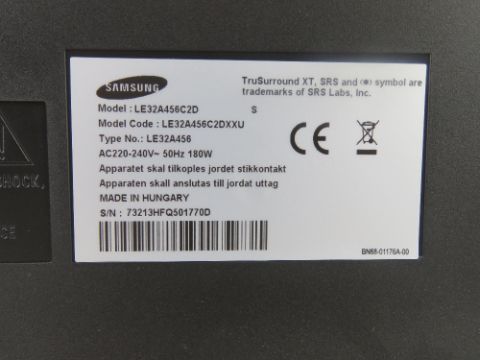 SAMSUNG
TruSurround XT, SRS and (●) symbol are
trademarks of SRS Labs, Inc.
Model : LE32A456C2D S
Model Code : LE32A456C2DXXU
Type No.: LE32A456
AC220-240V~ 50Hz 180W
Apparatet skal tilkoples jordet stikkontakt
Apparaten skall anslutas till jordat uttag
MADE IN HUNGARY
S/N : 73213HFQ501770D
CE
BN68-01176A-00
SHOCK,
CE